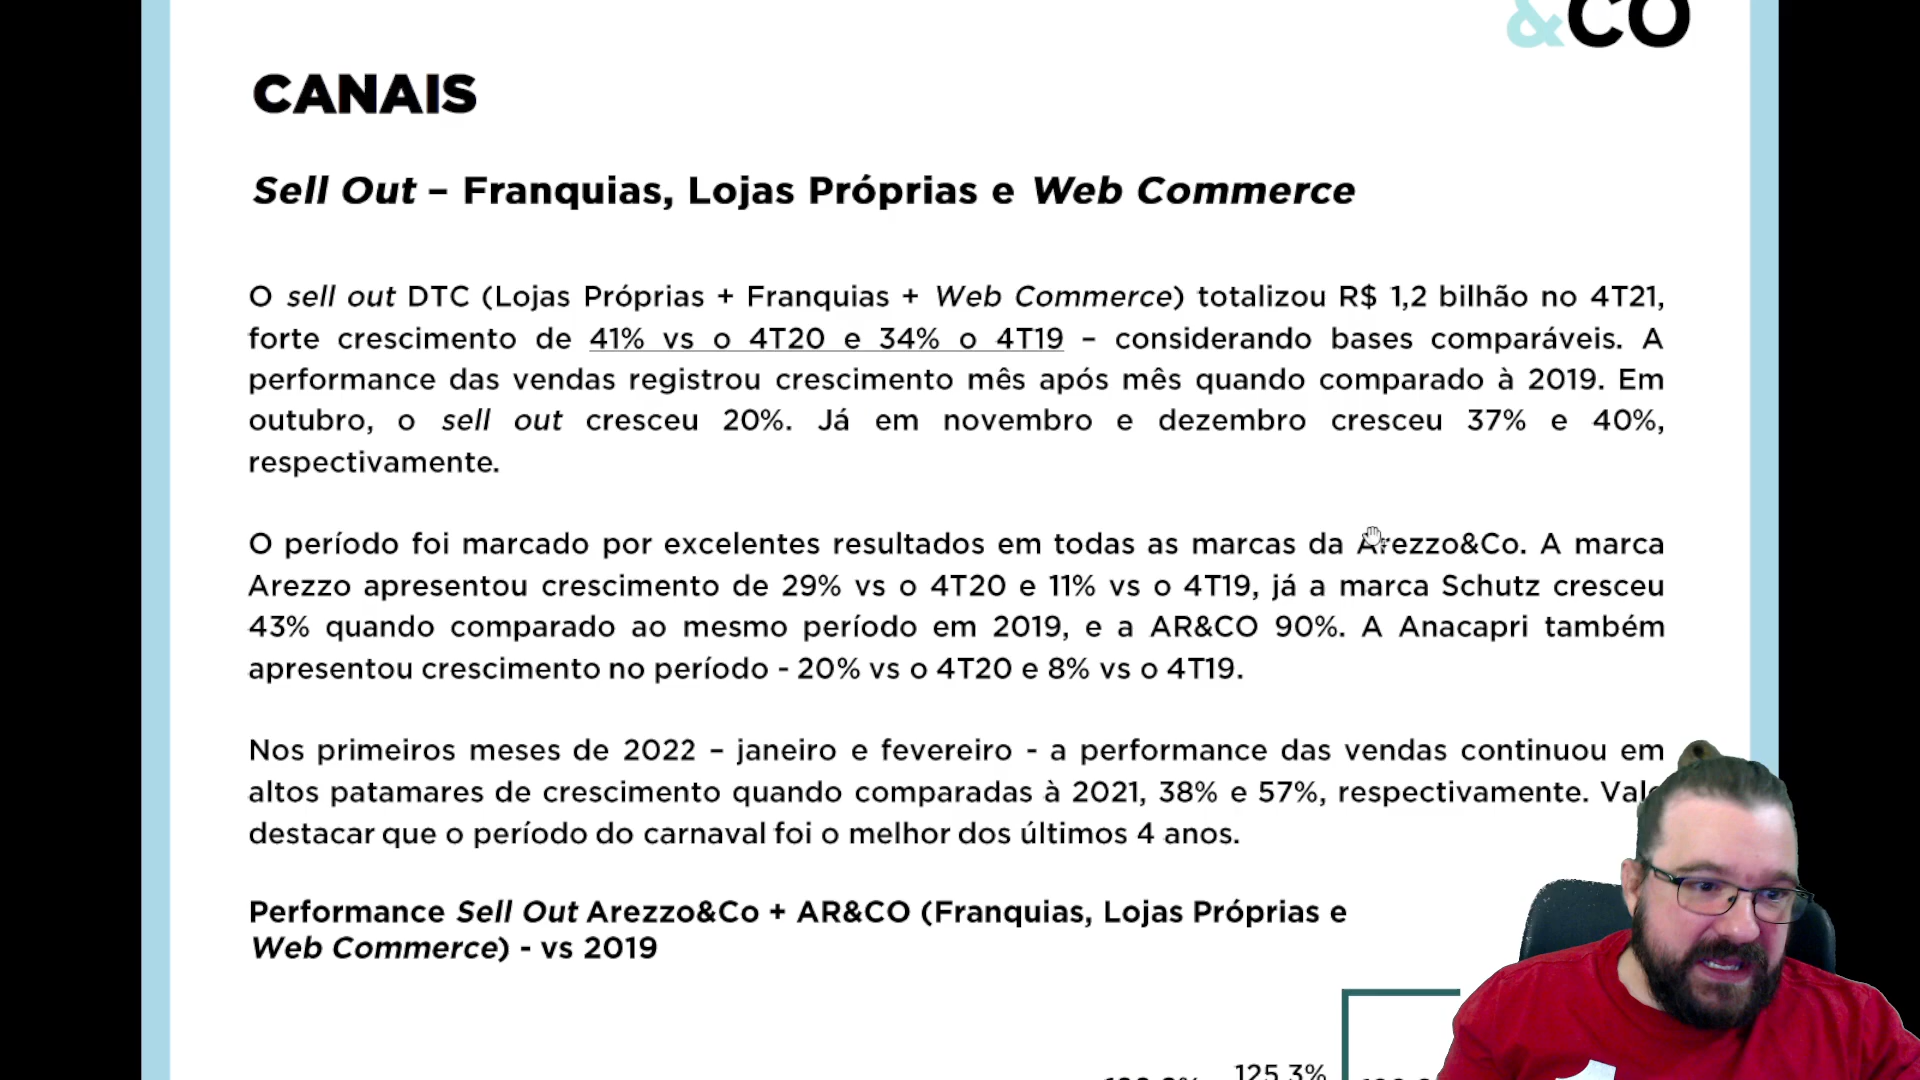 &CO
CANAIS
Sell Out – Franquias, Lojas Próprias e Web Commerce
O sell out DTC (Lojas Próprias + Franquias + Web Commerce) totalizou R$ 1,2 bilhão no 4T21,
forte crescimento de 41% vs o 4T20 e 34% o 4T19 – considerando bases comparáveis. A
performance das vendas registrou crescimento mês após mês quando comparado à 2019. Em
outubro, o sell out cresceu 20%. Já em novembro e dezembro cresceu 37% e 40%,
respectivamente.
O período foi marcado por excelentes resultados em todas as marcas da Arezzo&Co. A marca
Arezzo apresentou crescimento de 29% vs o 4T20 e 11% vs o 4T19, já a marca Schutz cresceu
43% quando comparado ao mesmo período em 2019, e a AR&CO 90%. A Anacapri também
apresentou crescimento no período - 20% vs o 4T20 e 8% vs o 4T19.
Nos primeiros meses de 2022 – janeiro e fevereiro - a performance das vendas continuou em
altos patamares de crescimento quando comparadas à 2021, 38% e 57%, respectivamente. Vale
destacar que o período do carnaval foi o melhor dos últimos 4 anos.
Performance Sell Out Arezzo&Co + AR&CO (Franquias, Lojas Próprias e
Web Commerce) - vs 2019
125,3%